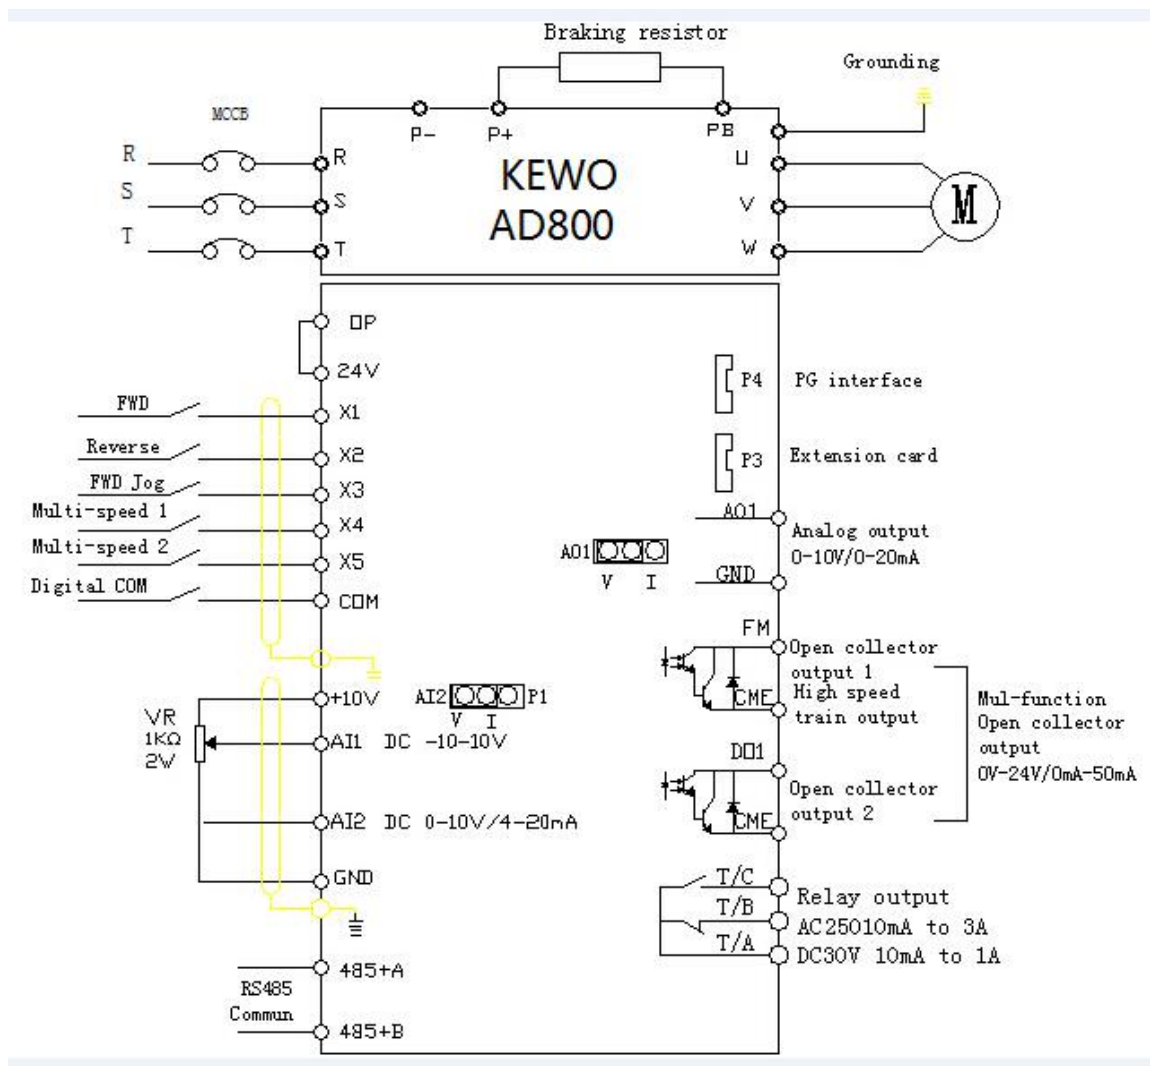 Braking resistor
Grounding
MCCB
P-
P+
PB
R
R
U
KEWO
S
S
V
M
AD800
T
T
W
OP
24V
P4
PG interface
FWD
X1
Reverse
X2
P3
Extension card
FWD Jog
X3
Multi-speed 1
X4
AO1
Analog output
0-10V/0-20mA
Multi-speed 2
X5
AO1
V I
GND
Digital COM
COM
FM
Open collector
output 1
High speed
train output
CME
+10V
AI2
P1
V I
VR
1KΩ
2W
AI1 DC -10-10V
Mul-function
Open collector
output
0V-24V/0mA-50mA
DO1
Open collector
output 2
CME
AI2 DC 0-10V/4-20mA
GND
T/C
T/B
T/A
Relay output
AC25010mA to 3A
DC30V 10mA to 1A
485+A
RS485
Commun
485+B